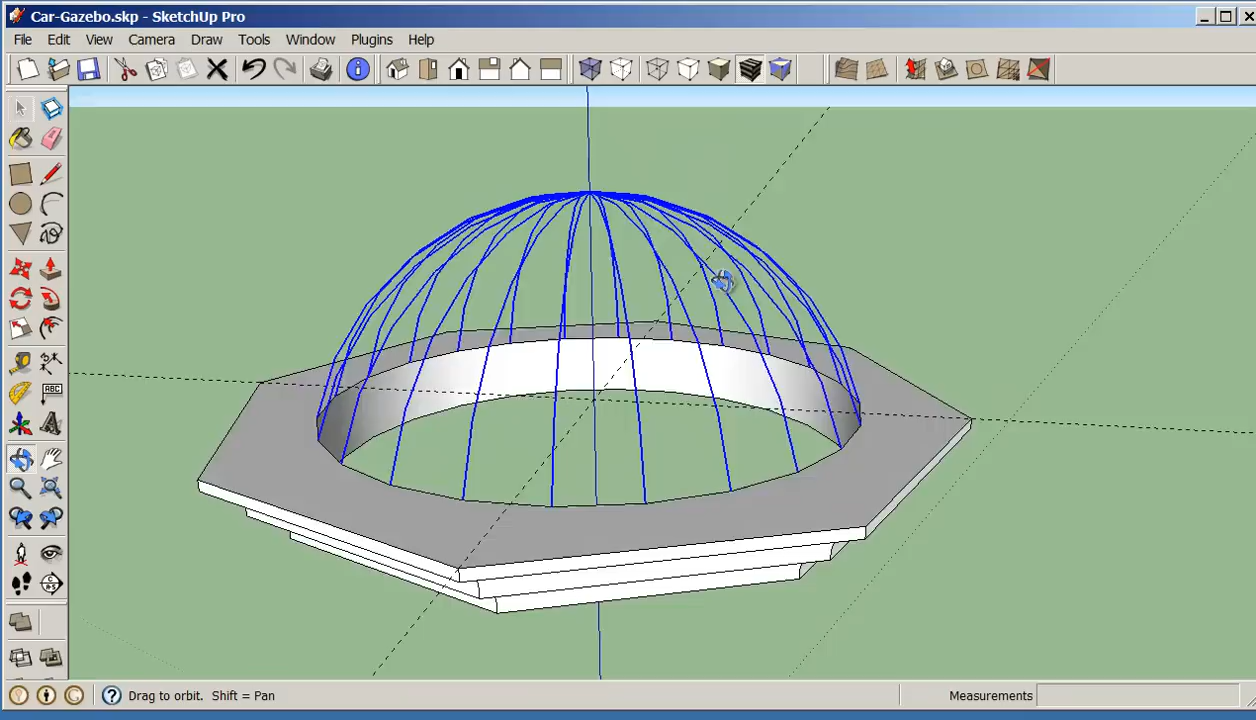 Car-Gazebo.skp - SketchUp Pro
File Edit View Camera Draw Tools Window Plugins Help
ABC
Drag to orbit. Shift = Pan
Measurements